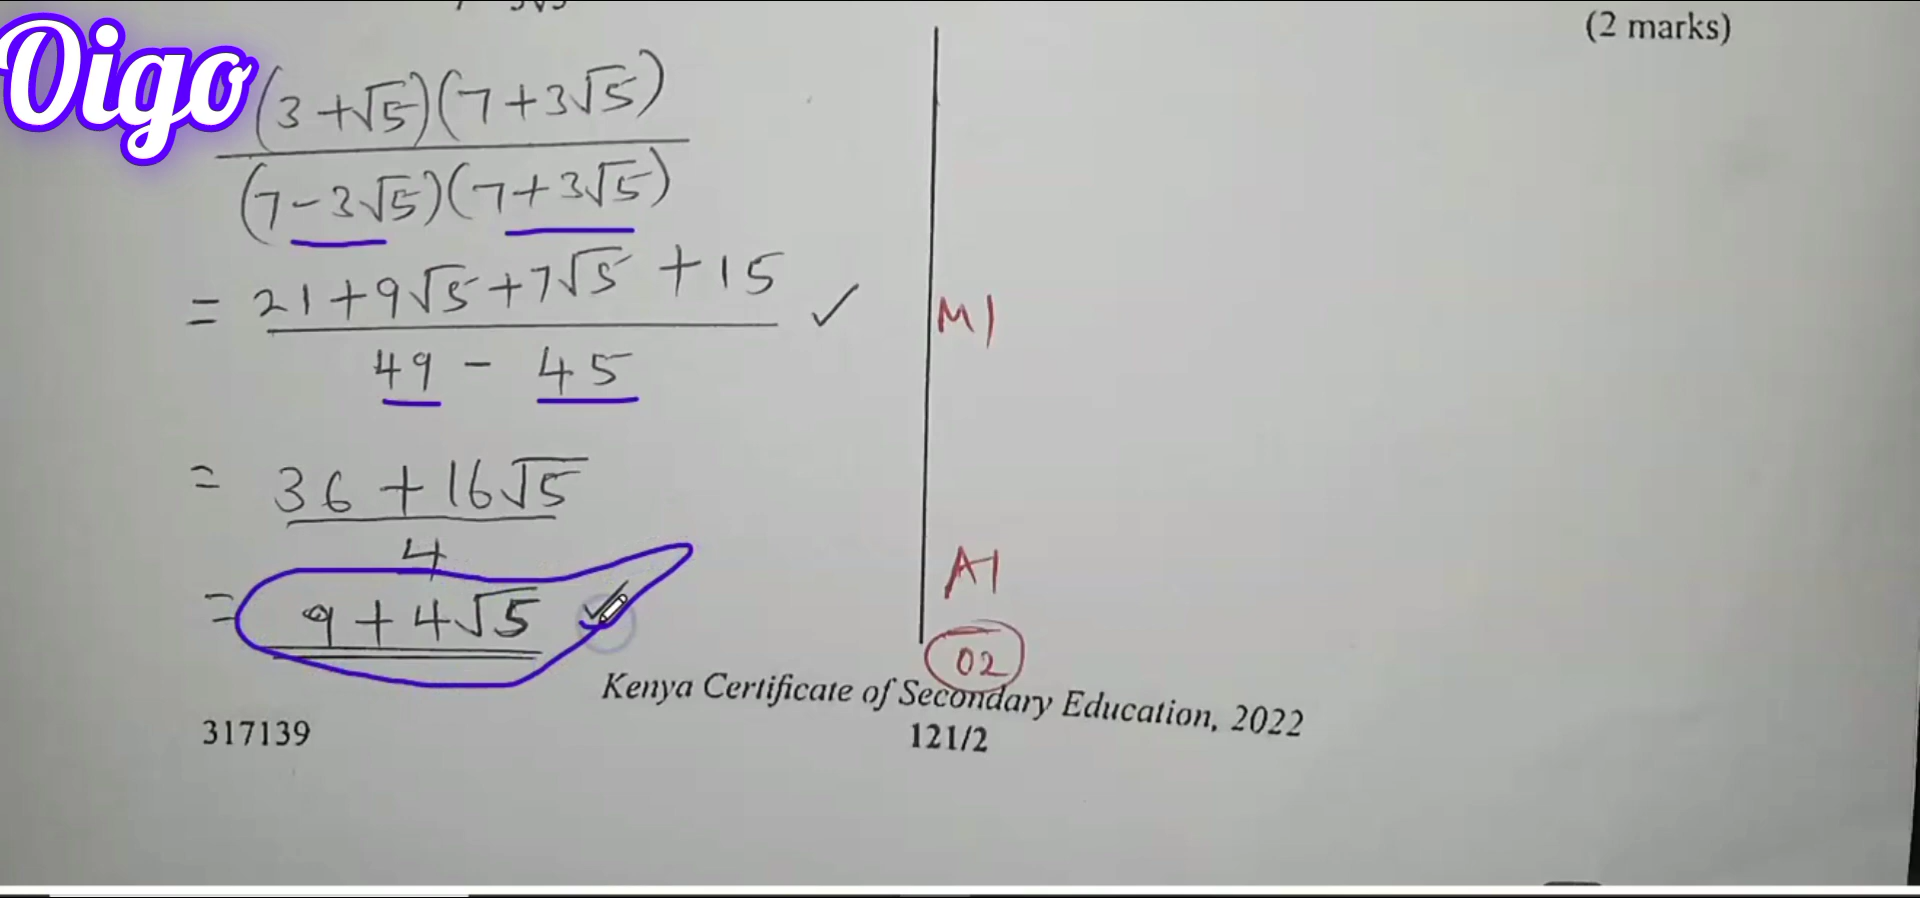 Oigo
(2 marks)
(3 + √5)(7 + 3√5)
(7 - 3√5)(7 + 3√5)
= 21 + 9√5 + 7√5 + 15 ✓ M1
49 - 45
= 36 + 16√5
4
A1
= 9 + 4√5 ✓
02
Kenya Certificate of Secondary Education, 2022
317139
121/2